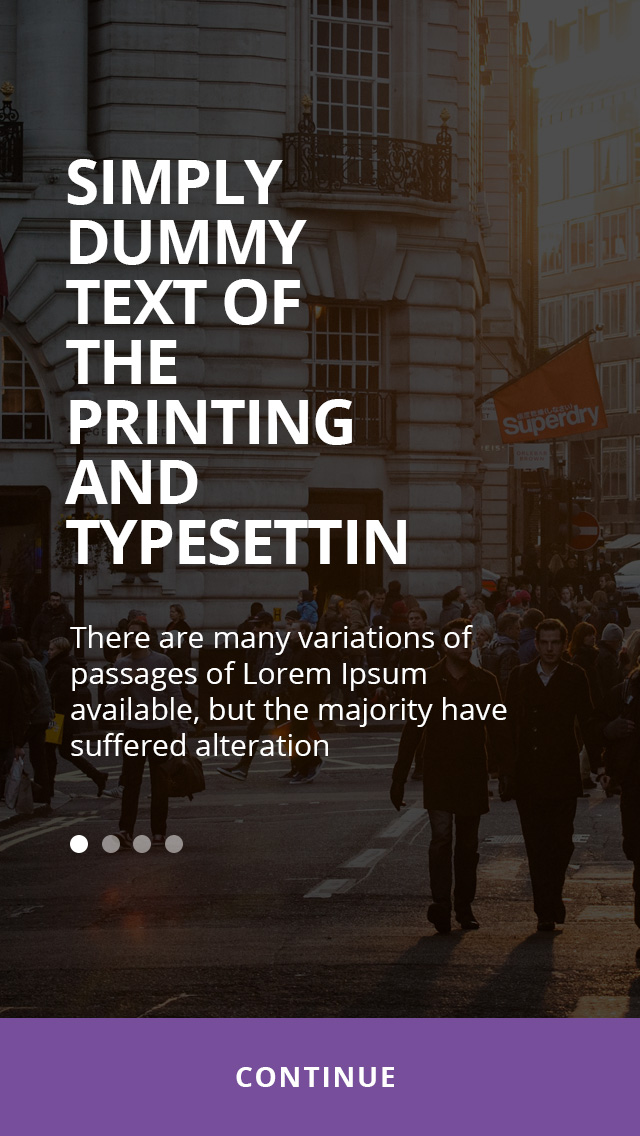 SIMPLY
DUMMY
TEXT OF
THE
PRINTING
AND
TYPESETTIN
Superdry
There are many variations of
passages of Lorem Ipsum
available, but the majority have
suffered alteration
CONTINUE